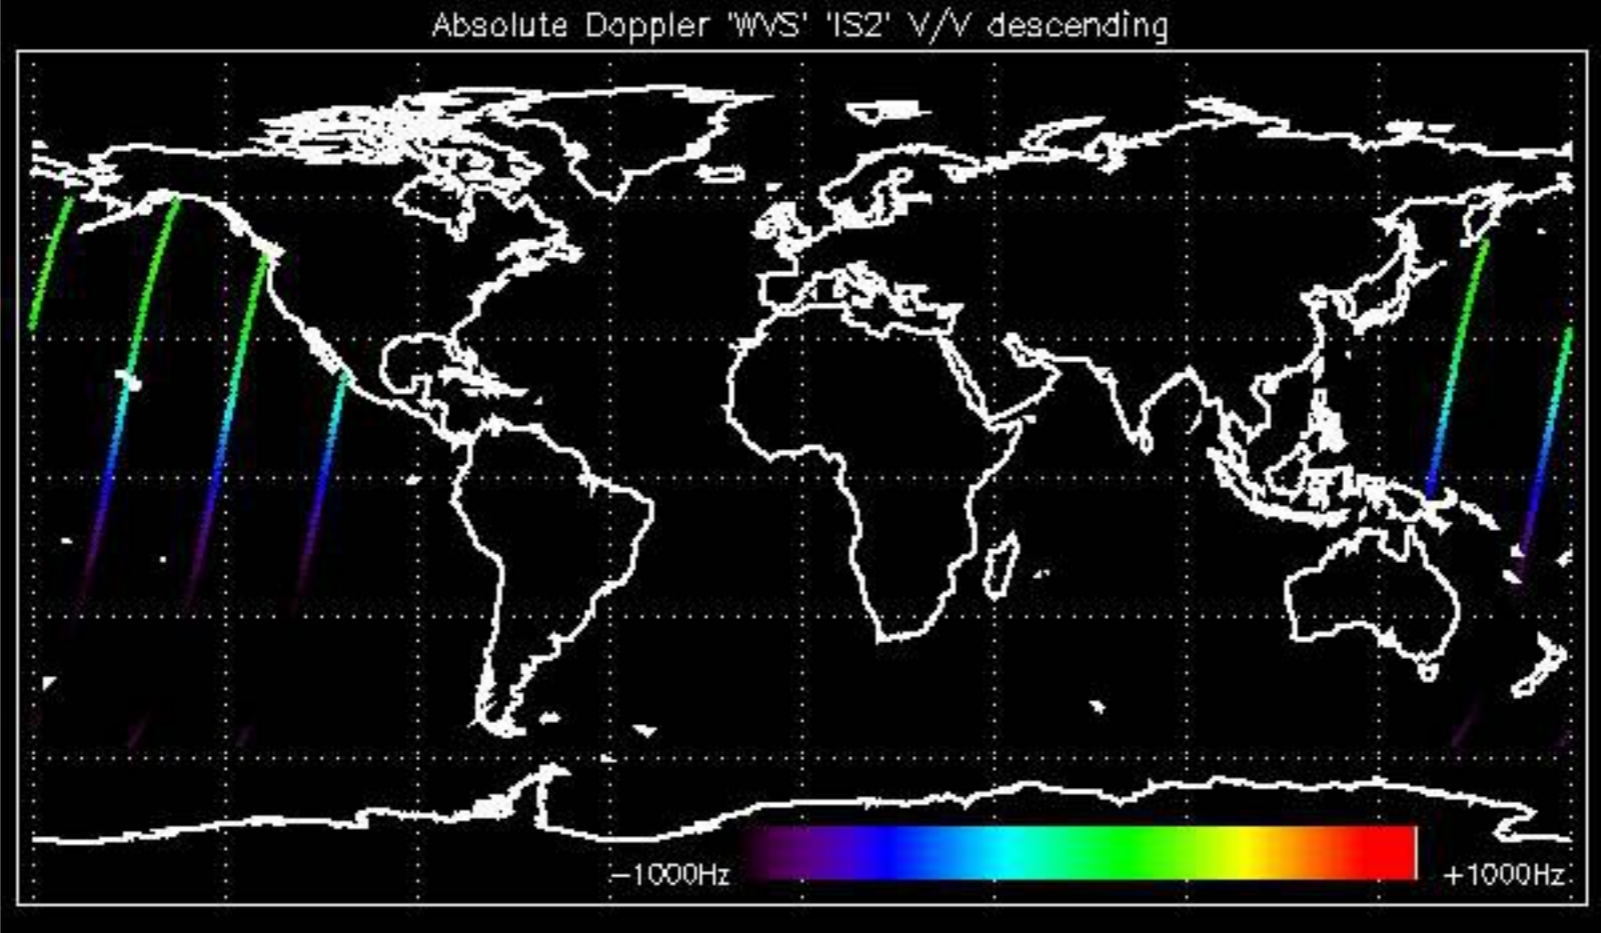 Absolute Doppler 'WVS' 'IS2' V/V descending
−1000Hz
+1000Hz